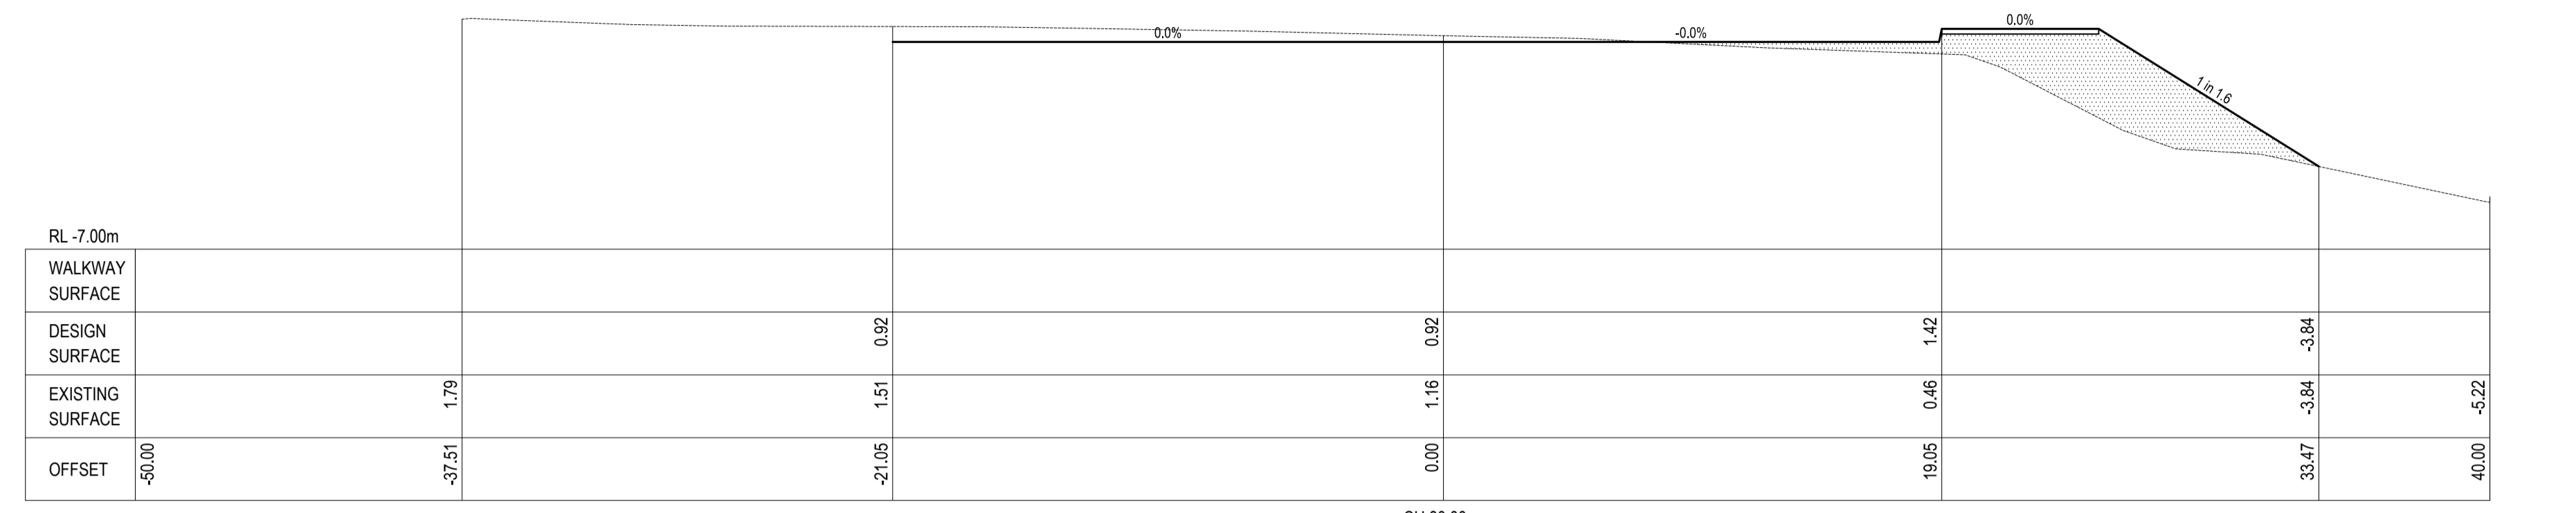 0.0%
0.0%
-0.0%
1 in 1.6
RL -7.00m
WALKWAY
SURFACE
DESIGN
SURFACE
0.92
0.92
1.42
-3.84
EXISTING
SURFACE
1.79
1.51
1.16
0.46
-3.84
-5.22
OFFSET
-50.00
-37.51
-21.05
0.00
19.05
33.47
40.00